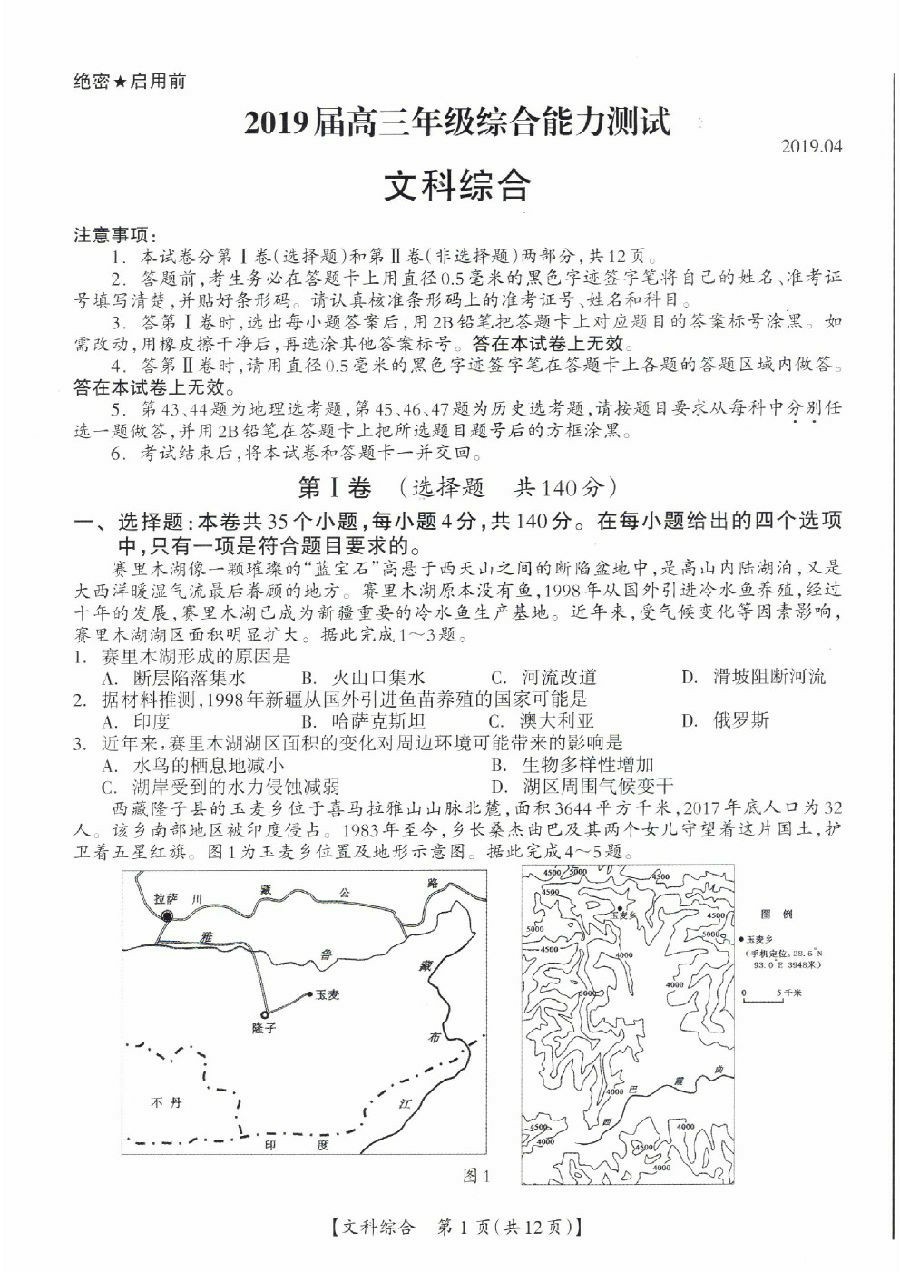 绝密★启用前
2019届高三年级综合能力测试
2019.04
文科综合
注意事项:
1. 本试卷分第Ⅰ卷(选择题)和第Ⅱ卷(非选择题)两部分,共12页。
2. 答题前,考生务必在答题卡上用直径0.5毫米的黑色字迹签字笔将自己的姓名、准考证
号填写清楚,并贴好条形码。请认真核准条形码上的准考证号、姓名和科目。
3. 答第Ⅰ卷时,选出每小题答案后,用2B铅笔把答题卡上对应题目的答案标号涂黑。如
需改动,用橡皮擦干净后,再选涂其他答案标号。答在本试卷上无效。
4. 答第Ⅱ卷时,请用直径0.5毫米的黑色字迹签字笔在答题卡上各题的答题区域内做答。
答在本试卷上无效。
5. 第43、44题为地理选考题,第45、46、47题为历史选考题,请按题目要求从每科中分别任
选一题做答,并用2B铅笔在答题卡上把所选题目题号后的方框涂黑。
6. 考试结束后,将本试卷和答题卡一并交回。
第Ⅰ卷 (选择题 共140分)
一、选择题:本卷共35个小题,每小题4分,共140分。在每小题给出的四个选项
中,只有一项是符合题目要求的。
赛里木湖像一颗璀璨的“蓝宝石”高悬于西天山之间的断陷盆地中,是高山内陆湖泊,又是
大西洋暖湿气流最后眷顾的地方。赛里木湖原本没有鱼,1998年从国外引进冷水鱼养殖,经过
十年的发展,赛里木湖已成为新疆重要的冷水鱼生产基地。近年来,受气候变化等因素影响,
赛里木湖湖区面积明显扩大。据此完成1~3题。
1. 赛里木湖形成的原因是
A. 断层陷落集水 B. 火山口集水 C. 河流改道 D. 滑坡阻断河流
2. 据材料推测,1998年新疆从国外引进鱼苗养殖的国家可能是
A. 印度 B. 哈萨克斯坦 C. 澳大利亚 D. 俄罗斯
3. 近年来,赛里木湖湖区面积的变化对周边环境可能带来的影响是
A. 水鸟的栖息地减小 B. 生物多样性增加
C. 湖岸受到的水力侵蚀减弱 D. 湖区周围气候变干
西藏隆子县的玉麦乡位于喜马拉雅山山脉北麓,面积3644平方千米,2017年底人口为32
人。该乡南部地区被印度侵占。1983年至今,乡长桑杰曲巴及其两个女儿守望着这片国土,护
卫着五星红旗。图1为玉麦乡位置及地形示意图。据此完成4~5题。
拉萨 川 藏 公 路
雅 鲁 藏 布 江
玉麦
隆子
不丹
印 度
4500 5000 4500
4500
玉麦乡 4500
5000 5000
4500 4000
4000
5000
4000
西 巴 霞 曲
4500 4000
4000
4500
4000
图 例
玉麦乡
(手机定位,28.6°N
93.0°E 3948米)
0 5千米
图1
【文科综合 第1页(共12页)】